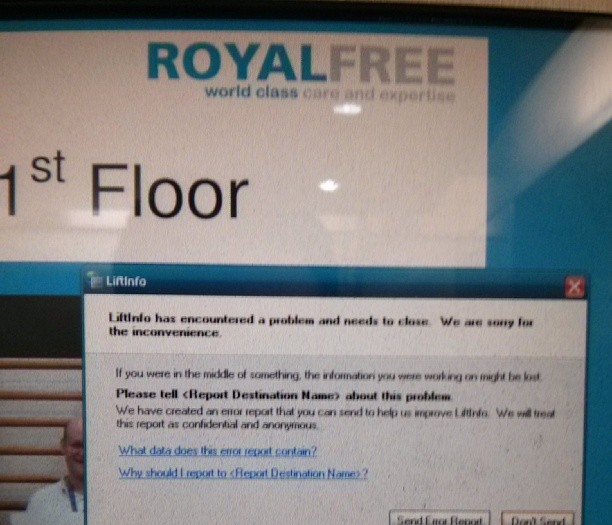 ROYALFREE
world class care and expertise
1st Floor
LiftInfo
LiftInfo has encountered a problem and needs to close. We are sorry for
the inconvenience.
If you were in the middle of something, the information you were working on might be lost.
Please tell <Report Destination Name> about this problem.
We have created an error report that you can send to help us improve LiftInfo. We will treat
this report as confidential and anonymous.
What data does this error report contain?
Why should I report to <Report Destination Name>?
Send Error Report Don't Send